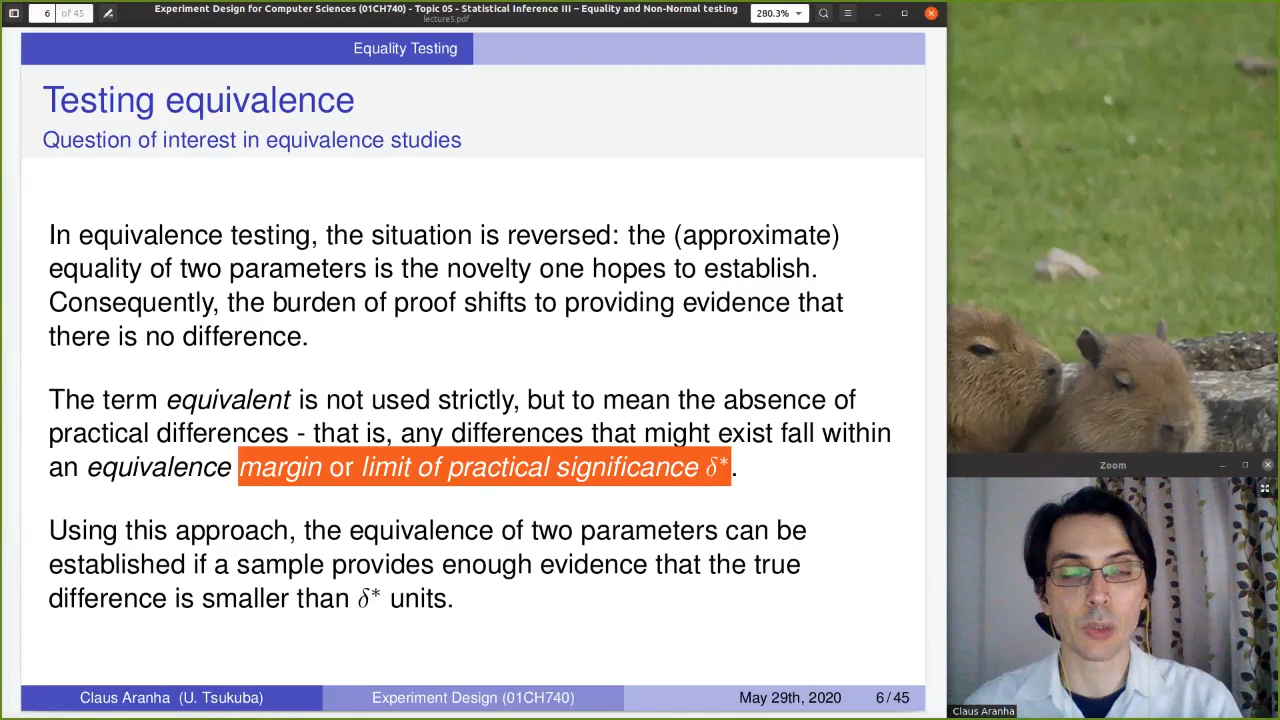 Experiment Design for Computer Sciences (01CH740) - Topic 05 - Statistical Inference III – Equality and Non-Normal testing
6 of 45
lecture5.pdf
280.3%
Equality Testing
Testing equivalence
Question of interest in equivalence studies
In equivalence testing, the situation is reversed: the (approximate)
equality of two parameters is the novelty one hopes to establish.
Consequently, the burden of proof shifts to providing evidence that
there is no difference.
The term equivalent is not used strictly, but to mean the absence of
practical differences - that is, any differences that might exist fall within
an equivalence margin or limit of practical significance δ*.
Using this approach, the equivalence of two parameters can be
established if a sample provides enough evidence that the true
difference is smaller than δ* units.
Claus Aranha (U. Tsukuba)
Experiment Design (01CH740)
May 29th, 2020
6 / 45
Zoom
Claus Aranha